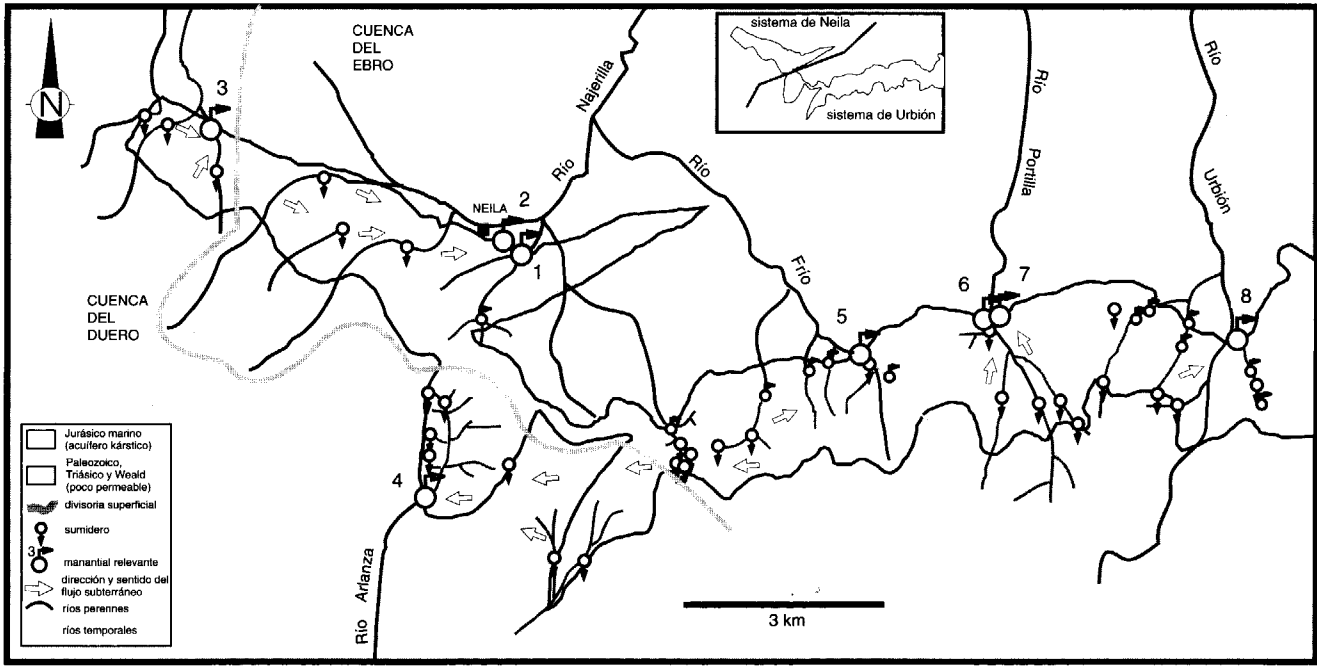 CUENCA
DEL
EBRO
sistema de Neila
sistema de Urbión
N
3
Río
Najerilla
Río
Frío
Río
Portilla
Río
Urbión
NEILA
2
1
CUENCA
DEL
DUERO
5
6
7
8
4
Río
Arlanza
3 km
Jurásico marino
(acuífero kárstico)
Paleozoico,
Triásico y Weald
(poco permeable)
divisoria superficial
sumidero
3
manantial relevante
dirección y sentido del
flujo subterráneo
ríos perennes
ríos temporales